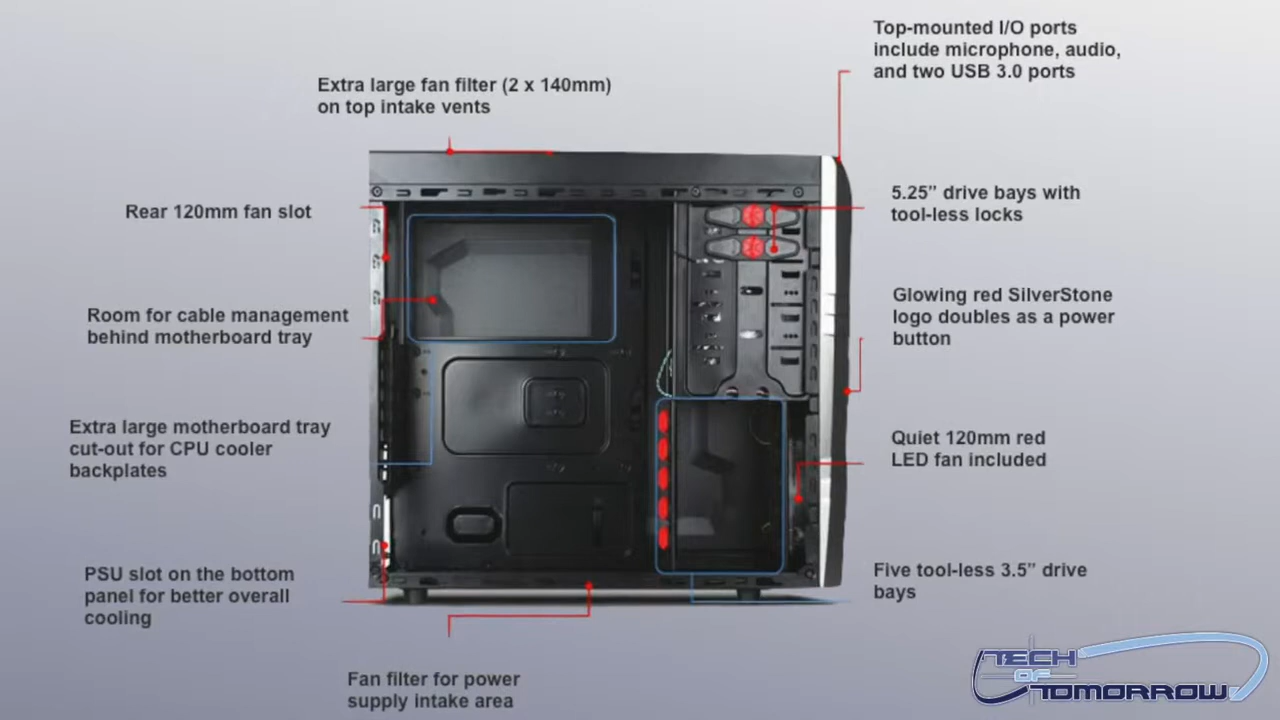 Top-mounted I/O ports
include microphone, audio,
and two USB 3.0 ports
Extra large fan filter (2 x 140mm)
on top intake vents
5.25” drive bays with
tool-less locks
Rear 120mm fan slot
Glowing red SilverStone
logo doubles as a power
button
Room for cable management
behind motherboard tray
Extra large motherboard tray
cut-out for CPU cooler
backplates
Quiet 120mm red
LED fan included
PSU slot on the bottom
panel for better overall
cooling
Five tool-less 3.5” drive
bays
Fan filter for power
supply intake area
TECH
OF
TOMORROW